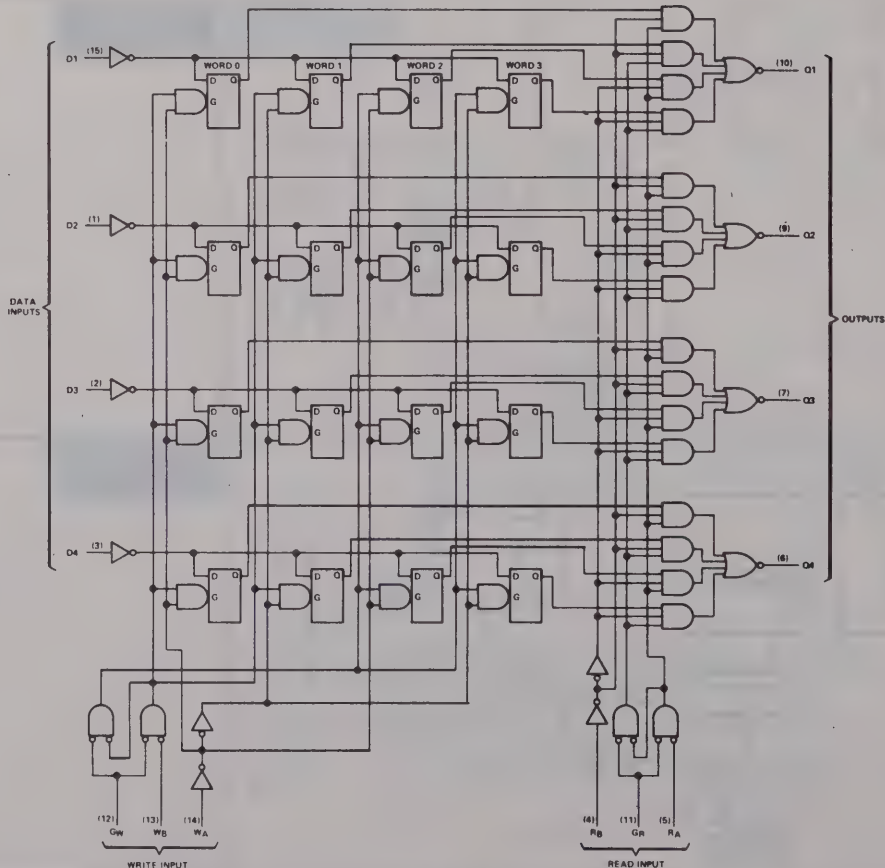 D1 (15)
WORD 0 WORD 1 WORD 2 WORD 3
D Q D Q D Q D Q
G G G G
(10) Q1
D2 (1)
D Q D Q D Q D Q
G G G G
(9) Q2
DATA
INPUTS
OUTPUTS
D3 (2)
D Q D Q D Q D Q
G G G G
(7) Q3
D4 (3)
D Q D Q D Q D Q
G G G G
(6) Q4
(12) (13) (14)
GW WB WA
WRITE INPUT
(4) (11) (5)
RB GR RA
READ INPUT